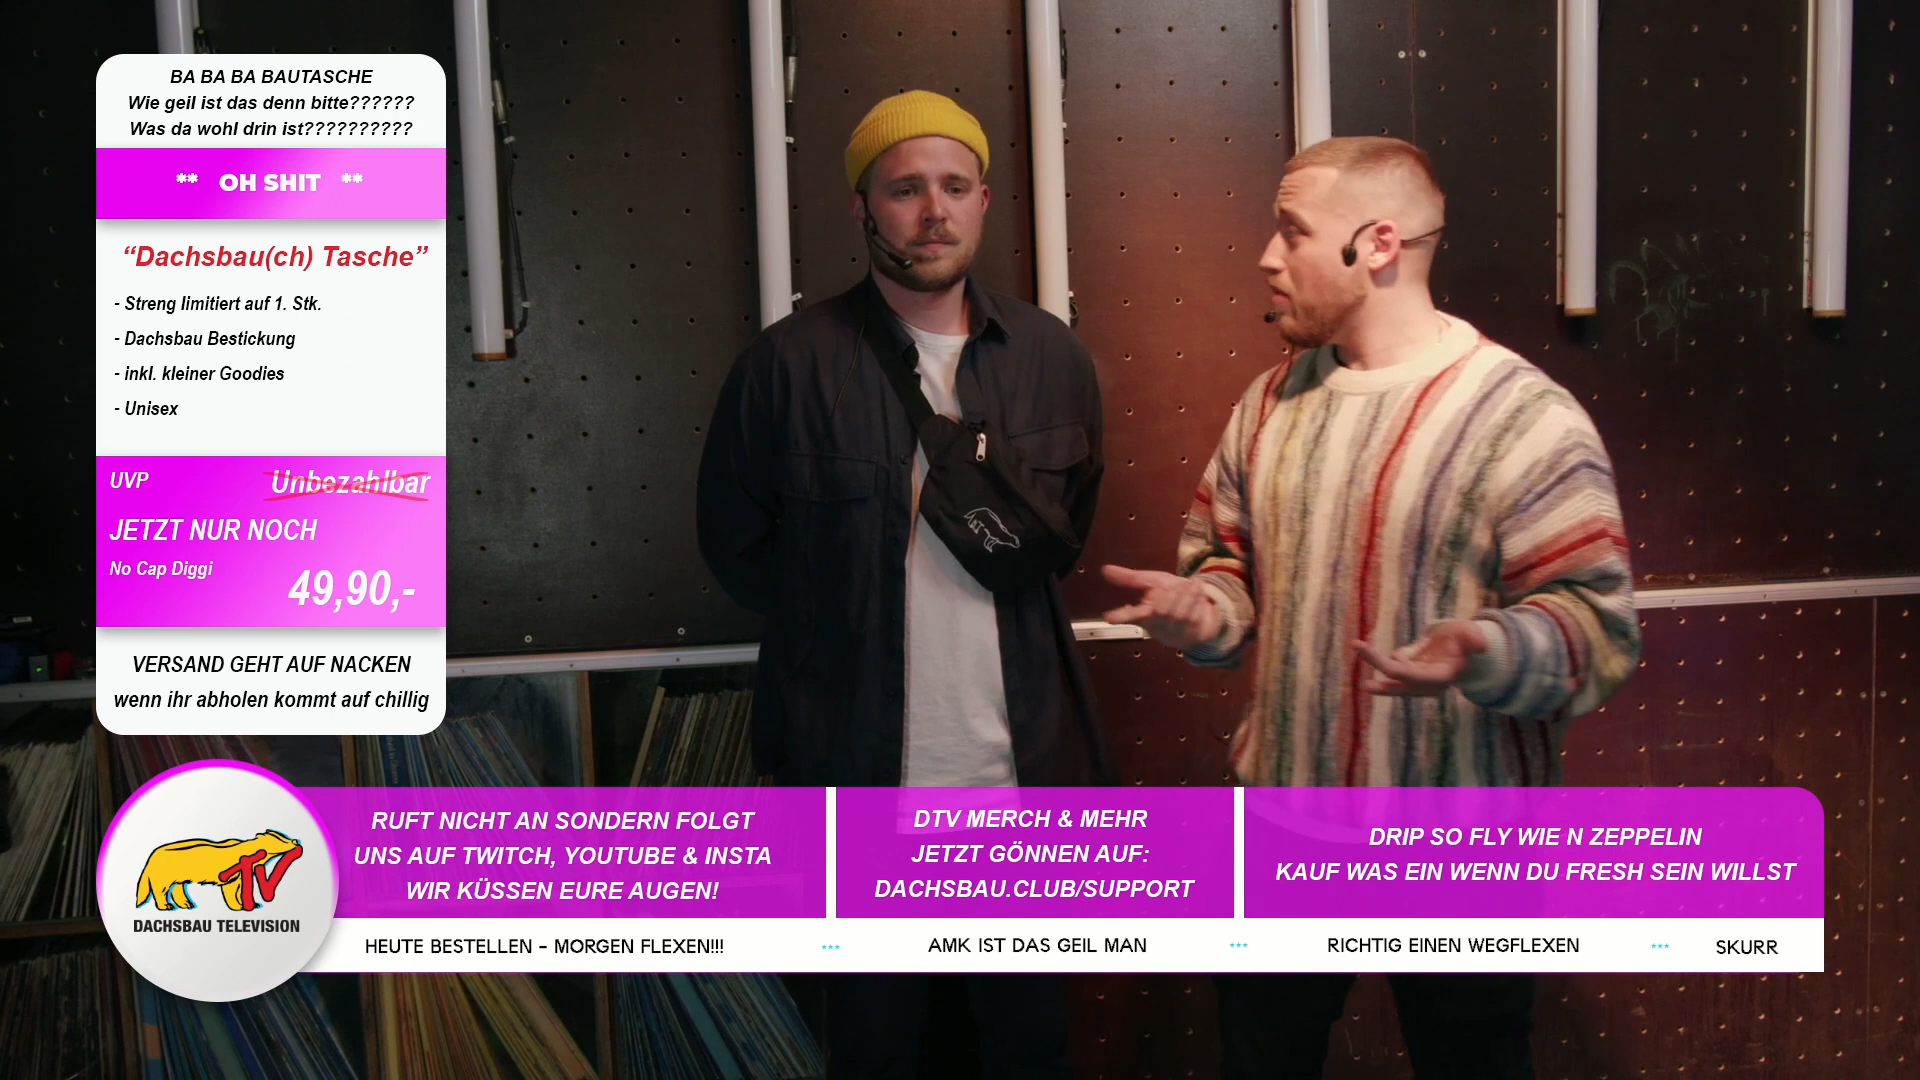 BA BA BA BAUTASCHE
Wie geil ist das denn bitte??????
Was da wohl drin ist??????????
** OH SHIT **
“Dachsbau(ch) Tasche”
- Streng limitiert auf 1. Stk.
- Dachsbau Bestickung
- inkl. kleiner Goodies
- Unisex
UVP Unbezahlbar
JETZT NUR NOCH
No Cap Diggi
49,90,-
VERSAND GEHT AUF NACKEN
wenn ihr abholen kommt auf chillig
TV
DACHSBAU TELEVISION
RUFT NICHT AN SONDERN FOLGT
UNS AUF TWITCH, YOUTUBE & INSTA
WIR KÜSSEN EURE AUGEN!
DTV MERCH & MEHR
JETZT GÖNNEN AUF:
DACHSBAU.CLUB/SUPPORT
DRIP SO FLY WIE N ZEPPELIN
KAUF WAS EIN WENN DU FRESH SEIN WILLST
HEUTE BESTELLEN - MORGEN FLEXEN!!! *** AMK IST DAS GEIL MAN *** RICHTIG EINEN WEGFLEXEN *** SKURR